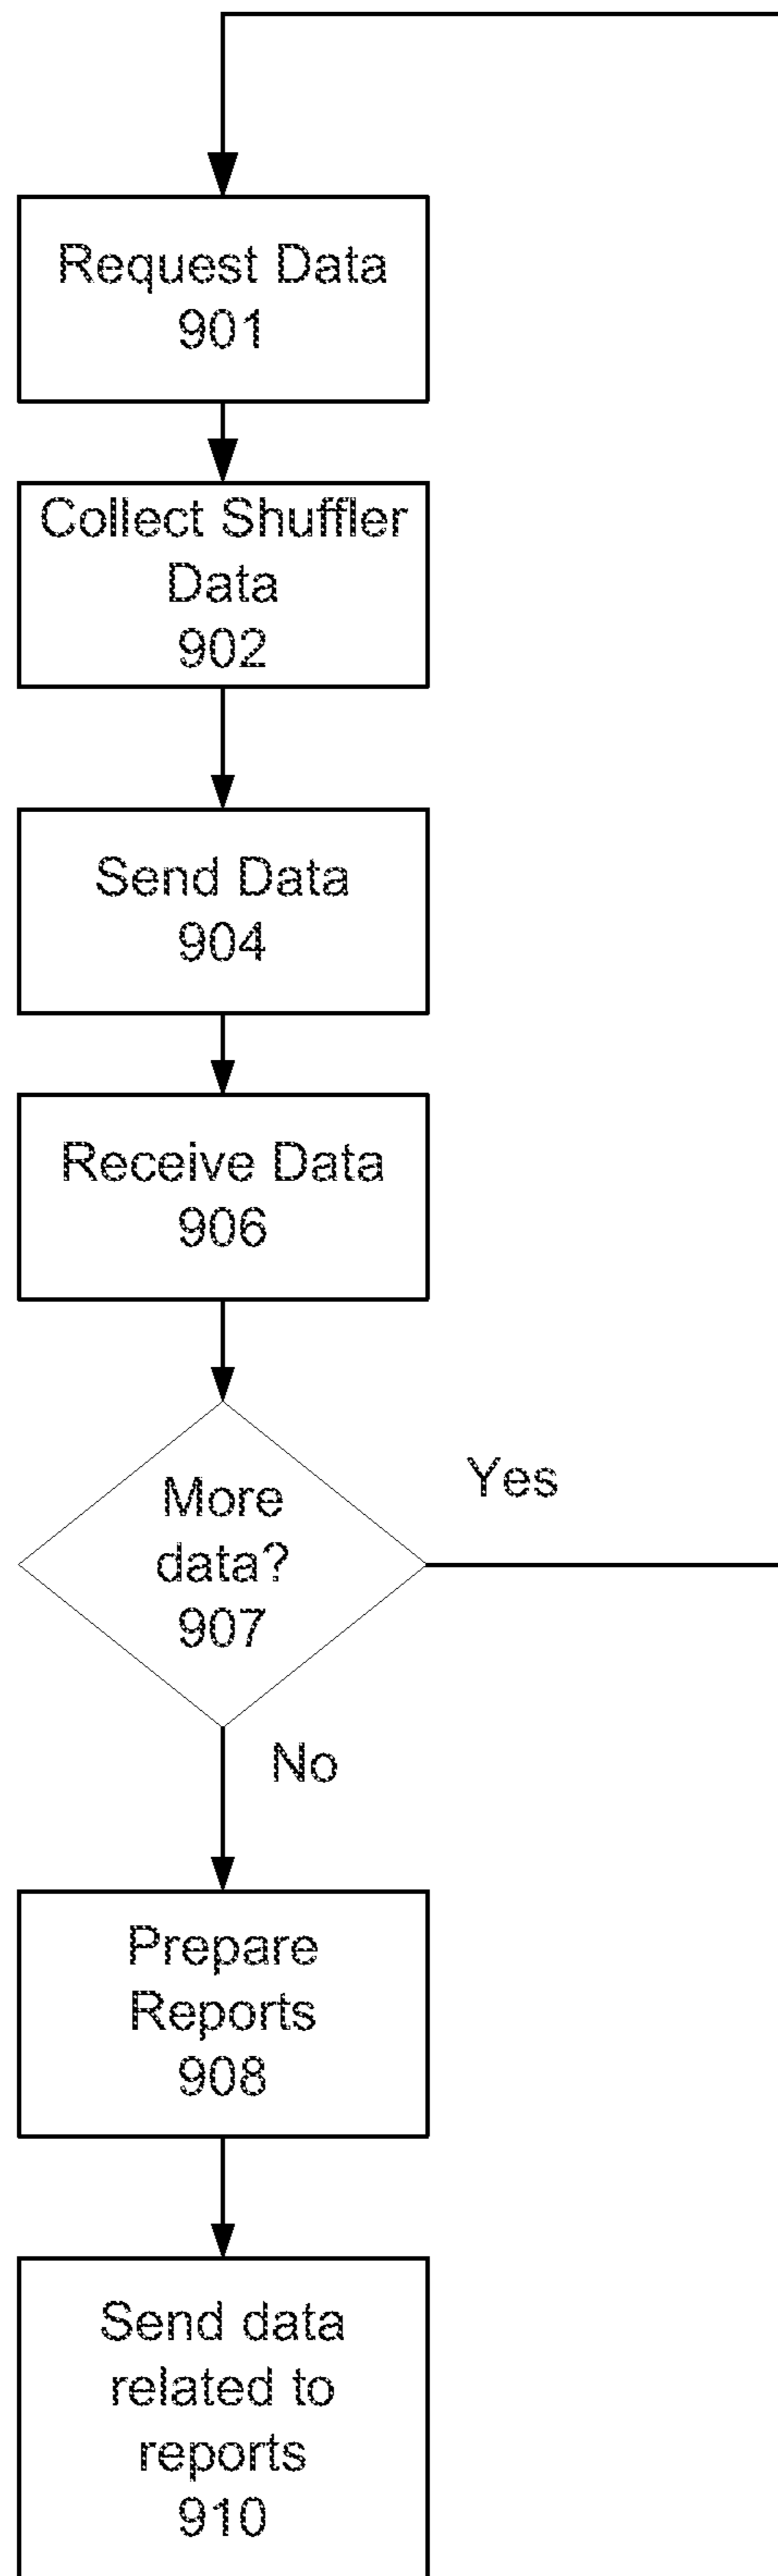 Request Data
901
Collect Shuffler
Data
902
Send Data
904
Receive Data
906
More
data?
907
Yes
No
Prepare
Reports
908
Send data
related to
reports
910